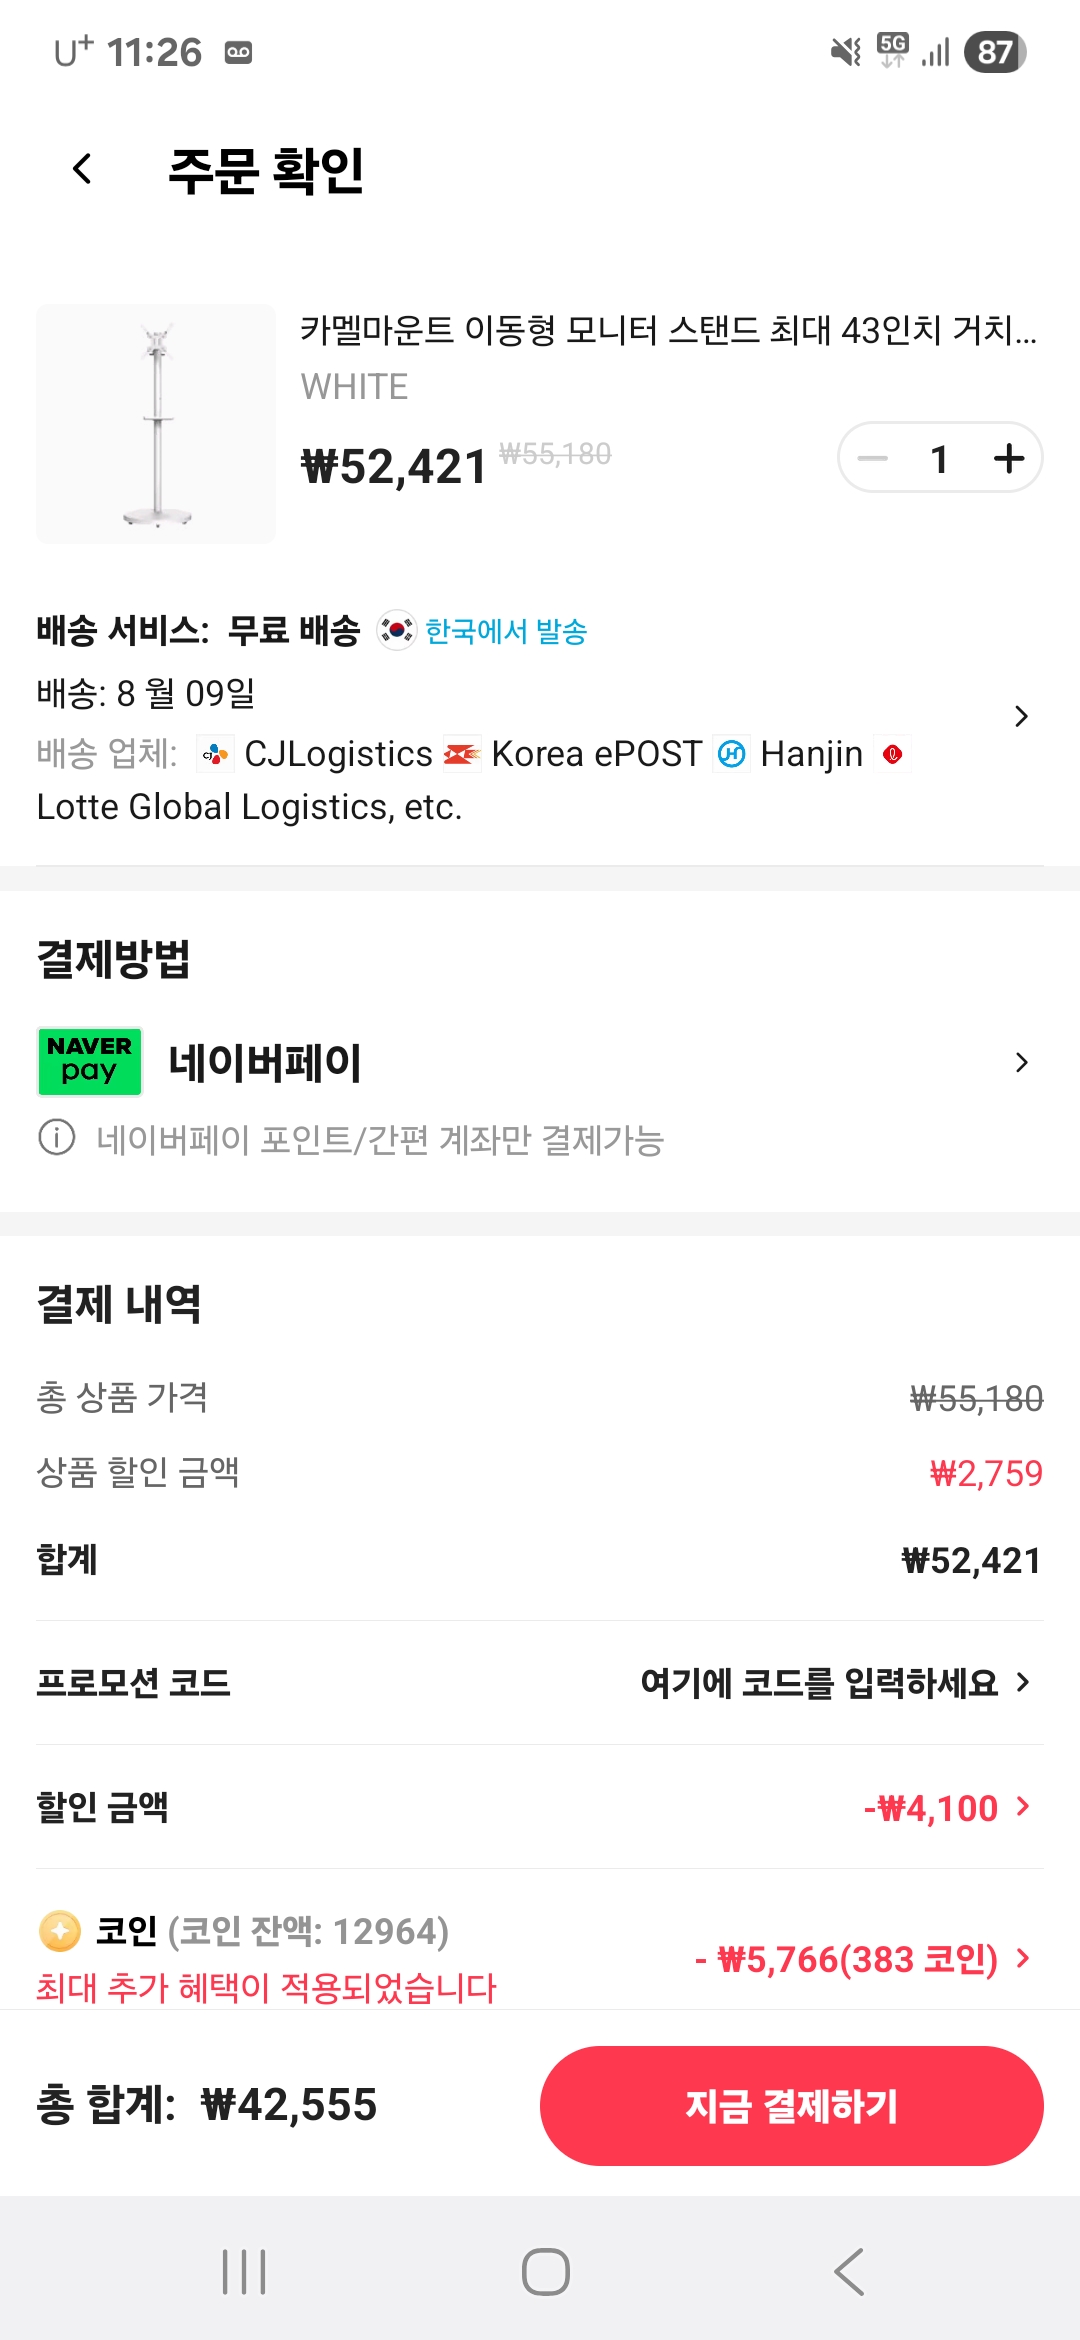 U+ 11:26
5G
87
주문 확인
카멜마운트 이동형 모니터 스탠드 최대 43인치 거치...
WHITE
₩52,421 ₩55,180
1
배송 서비스: 무료 배송 한국에서 발송
배송: 8 월 09일
배송 업체: CJLogistics Korea ePOST Hanjin
Lotte Global Logistics, etc.
결제방법
NAVER
pay
네이버페이
네이버페이 포인트/간편 계좌만 결제가능
결제 내역
총 상품 가격 ₩55,180
상품 할인 금액 ₩2,759
합계 ₩52,421
프로모션 코드 여기에 코드를 입력하세요
할인 금액 -₩4,100
코인 (코인 잔액: 12964)
- ₩5,766(383 코인)
최대 추가 혜택이 적용되었습니다
총 합계: ₩42,555
지금 결제하기